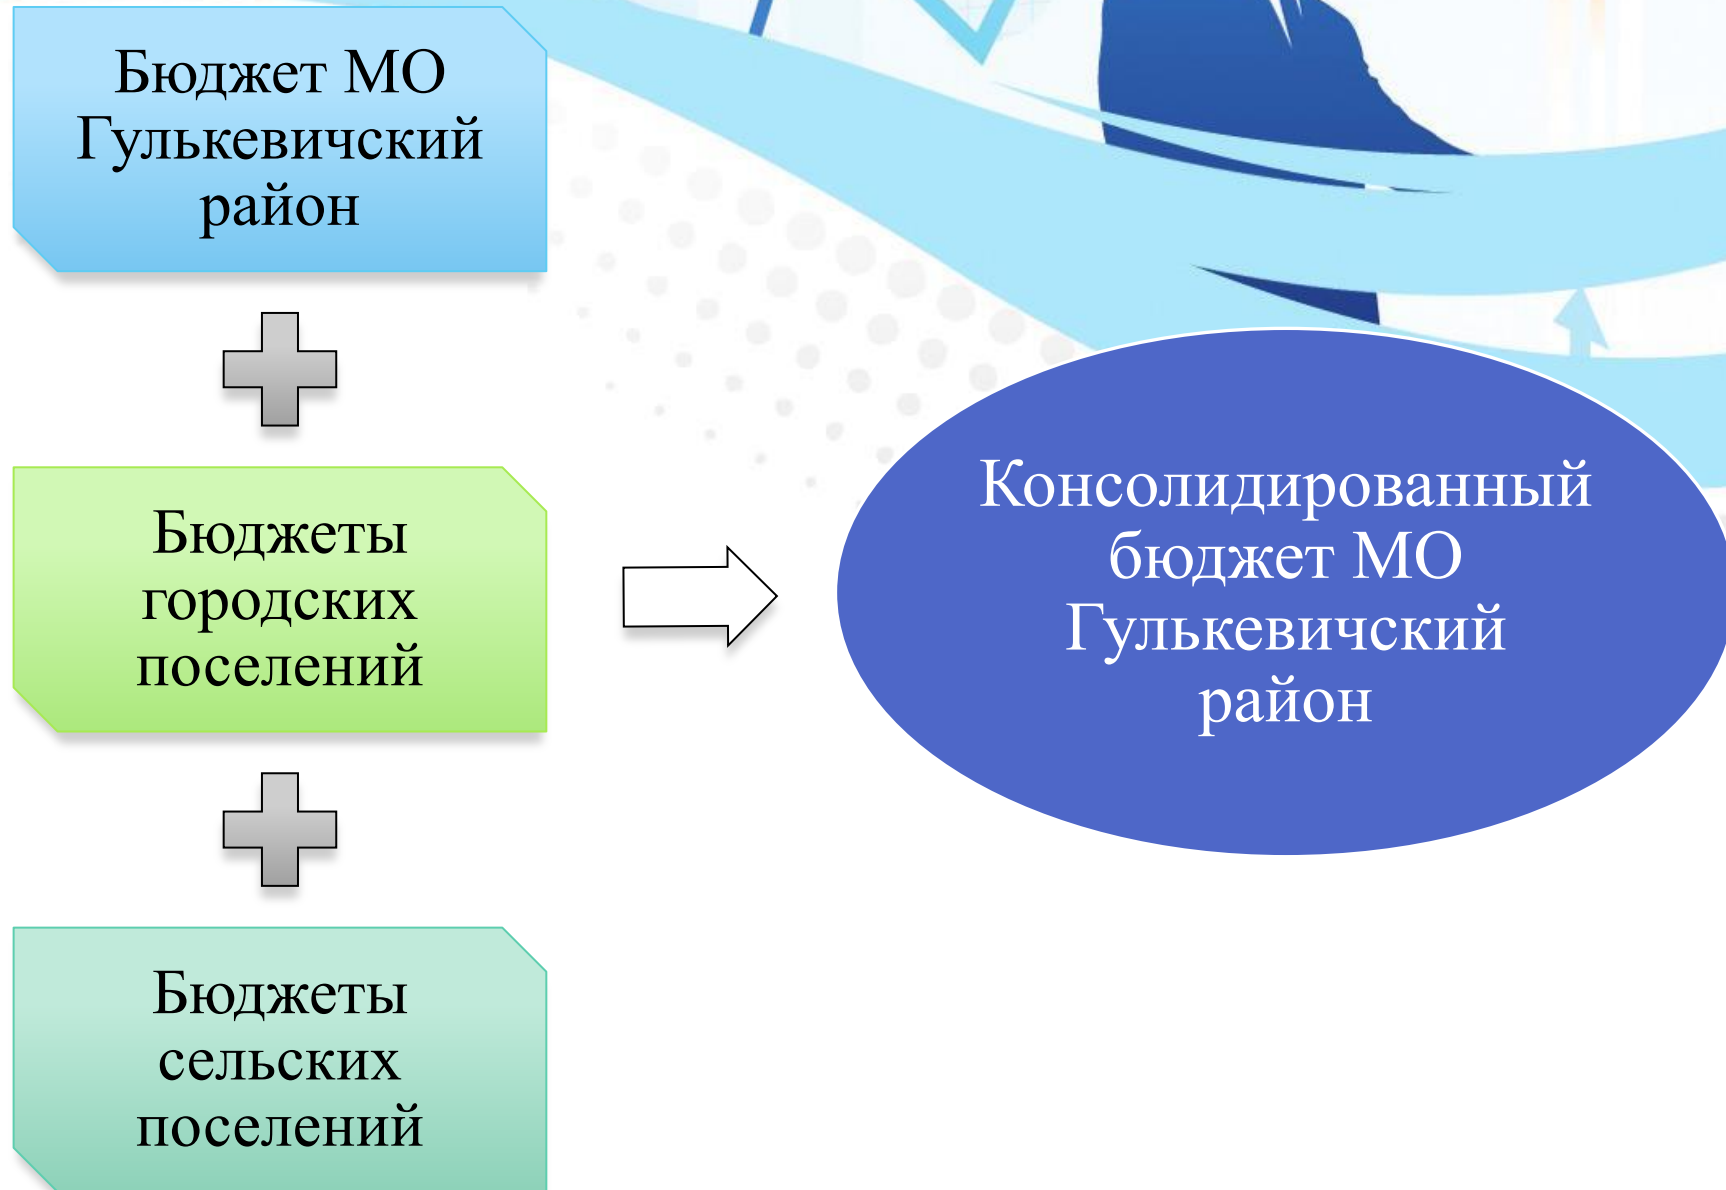 Бюджет МО
Гулькевичский
район
Бюджеты
городских
поселений
Бюджеты
сельских
поселений
Консолидированный
бюджет МО
Гулькевичский
район